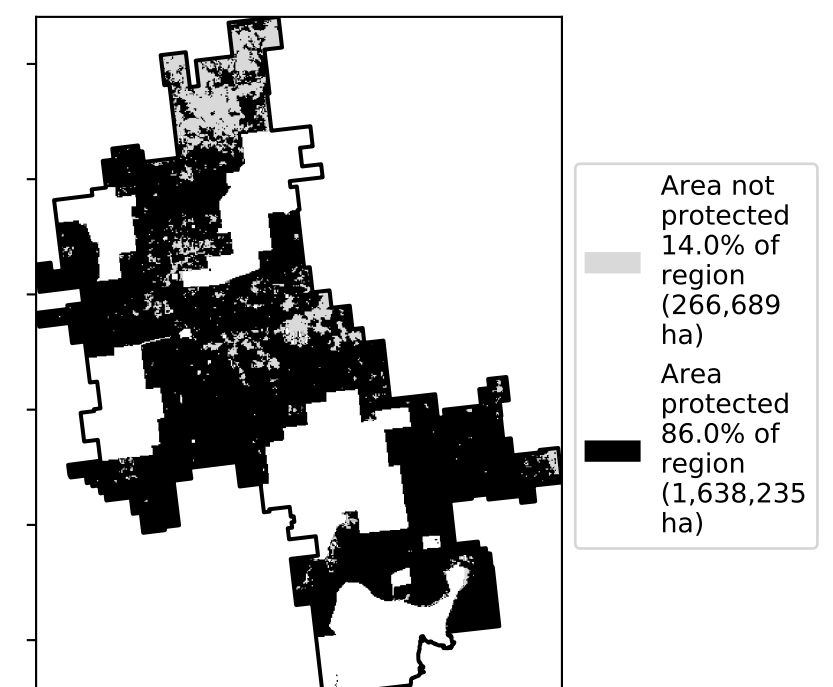 Area not
protected
14.0% of
region
(266,689
ha)
Area
protected
86.0% of
region
(1,638,235
ha)